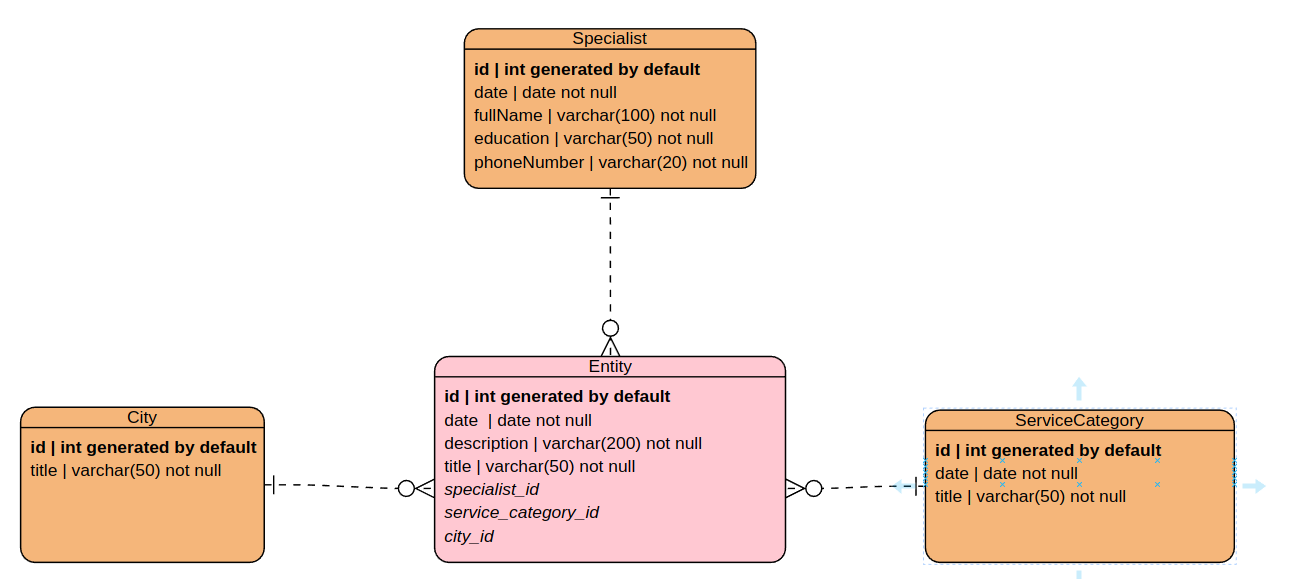 Specialist
id | int generated by default
date | date not null
fullName | varchar(100) not null
education | varchar(50) not null
phoneNumber | varchar(20) not null
City
id | int generated by default
title | varchar(50) not null
Entity
id | int generated by default
date | date not null
description | varchar(200) not null
title | varchar(50) not null
specialist_id
service_category_id
city_id
ServiceCategory
id | int generated by default
date | date not null
title | varchar(50) not null